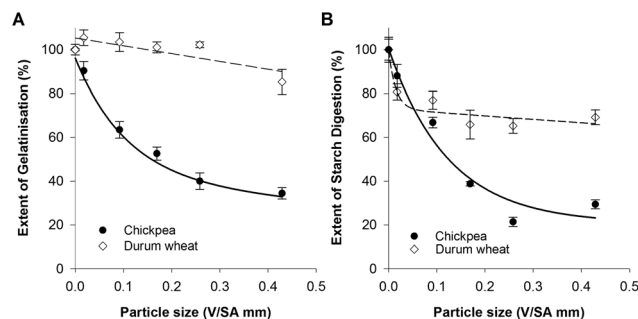 A
Extent of Gelatinisation (%)
100
80
60
40
20
0
Chickpea
Durum wheat
0.0 0.1 0.2 0.3 0.4 0.5
Particle size (V/SA mm)
B
Extent of Starch Digestion (%)
100
80
60
40
20
0
Chickpea
Durum wheat
0.0 0.1 0.2 0.3 0.4 0.5
Particle size (V/SA mm)